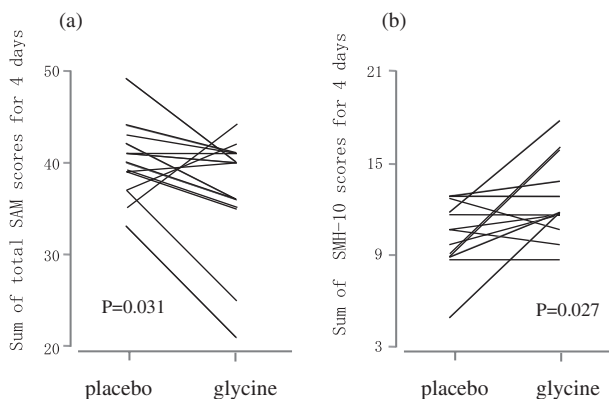 (a)
Sum of total SAM scores for 4 days
50
40
30
20
P=0.031
placebo glycine
(b)
Sum of SMH-10 scores for 4 days
21
15
9
3
P=0.027
placebo glycine